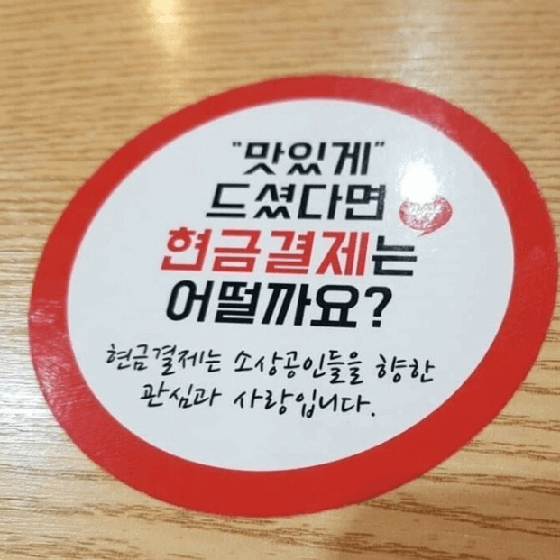 "맛있게"
드셨다면
현금결제는
어떨까요?
현금결제는 소상공인들을 향한
관심과 사랑입니다.